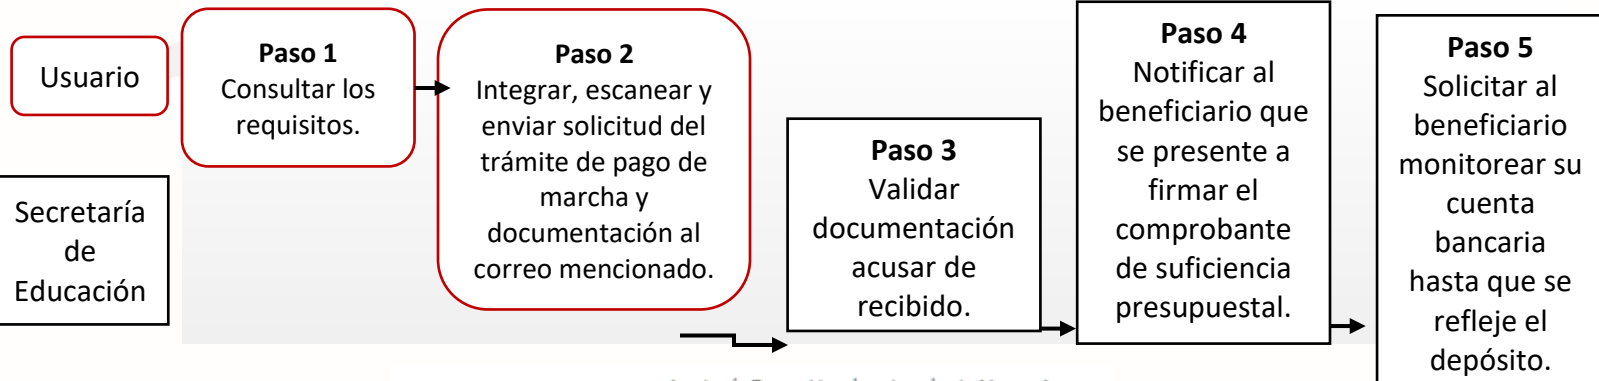 Usuario
Secretaría
de
Educación
Paso 1
Consultar los
requisitos.
Paso 2
Integrar, escanear y
enviar solicitud del
trámite de pago de
marcha y
documentación al
correo mencionado.
Paso 3
Validar
documentación
acusar de
recibido.
Paso 4
Notificar al
beneficiario que
se presente a
firmar el
comprobante
de suficiencia
presupuestal.
Paso 5
Solicitar al
beneficiario
monitorear su
cuenta
bancaria
hasta que se
refleje el
depósito.